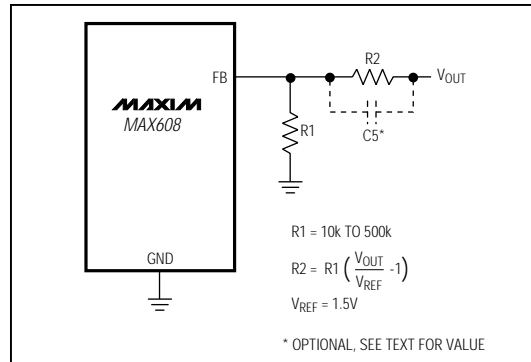 FB
R2
VOUT
MAXIM
MAX608
R1
C5*
GND
R1 = 10k TO 500k
R2 = R1 ( VOUT / VREF -1 )
VREF = 1.5V
* OPTIONAL, SEE TEXT FOR VALUE